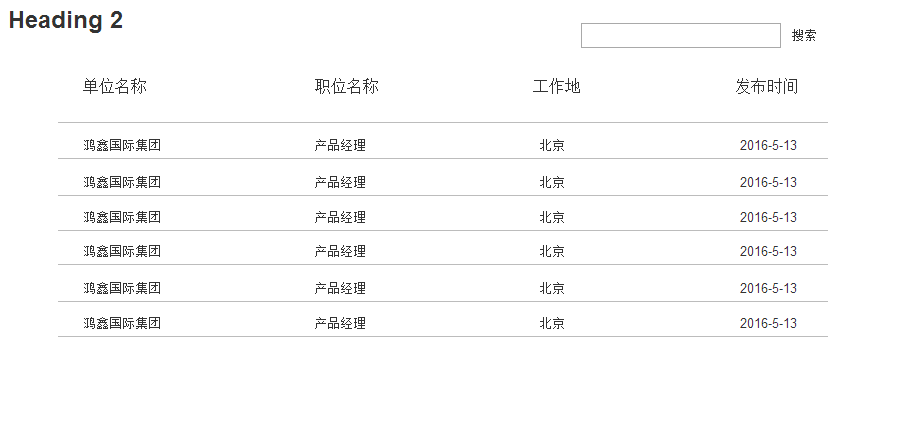 Heading 2
搜索
单位名称 职位名称 工作地 发布时间
鸿鑫国际集团 产品经理 北京 2016-5-13
鸿鑫国际集团 产品经理 北京 2016-5-13
鸿鑫国际集团 产品经理 北京 2016-5-13
鸿鑫国际集团 产品经理 北京 2016-5-13
鸿鑫国际集团 产品经理 北京 2016-5-13
鸿鑫国际集团 产品经理 北京 2016-5-13